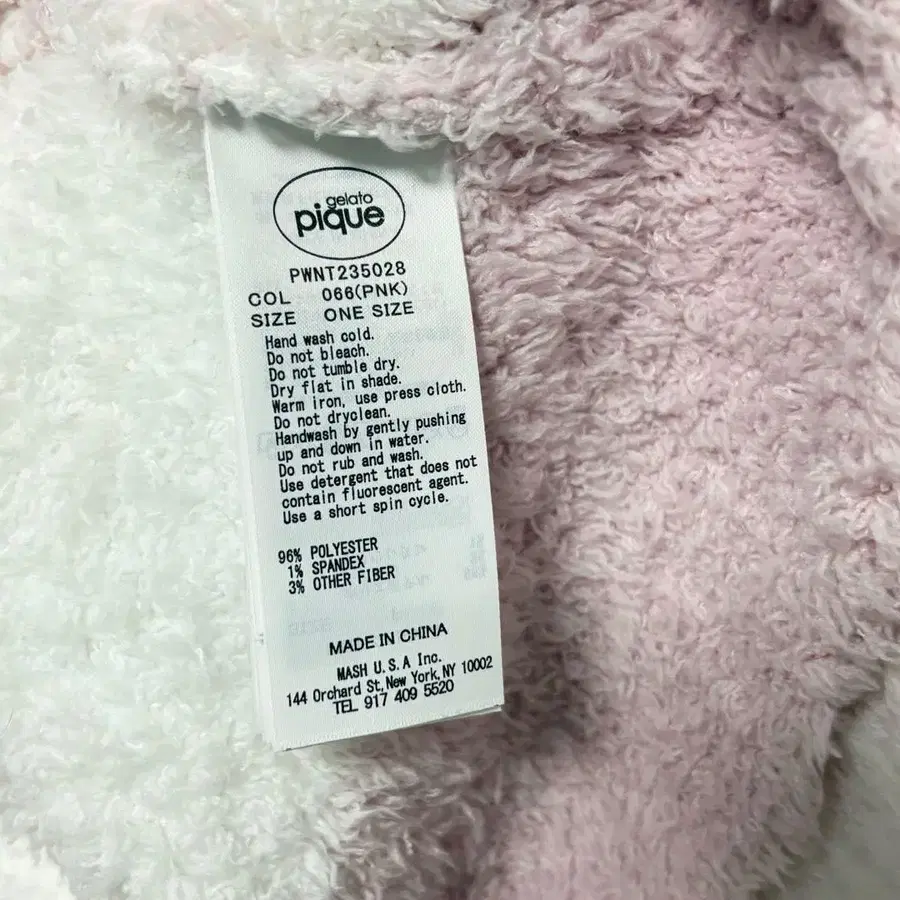 gelato
pique
PWNT235028
COL 066(PNK)
SIZE ONE SIZE
Hand wash cold.
Do not bleach.
Do not tumble dry.
Dry flat in shade.
Warm iron, use press cloth.
Do not dryclean.
Handwash by gently pushing
up and down in water.
Do not rub and wash.
Use detergent that does not
contain fluorescent agent.
Use a short spin cycle.
96% POLYESTER
1% SPANDEX
3% OTHER FIBER
MADE IN CHINA
MASH U.S.A Inc.
144 Orchard St, New York, NY 10002
TEL 917 409 5520